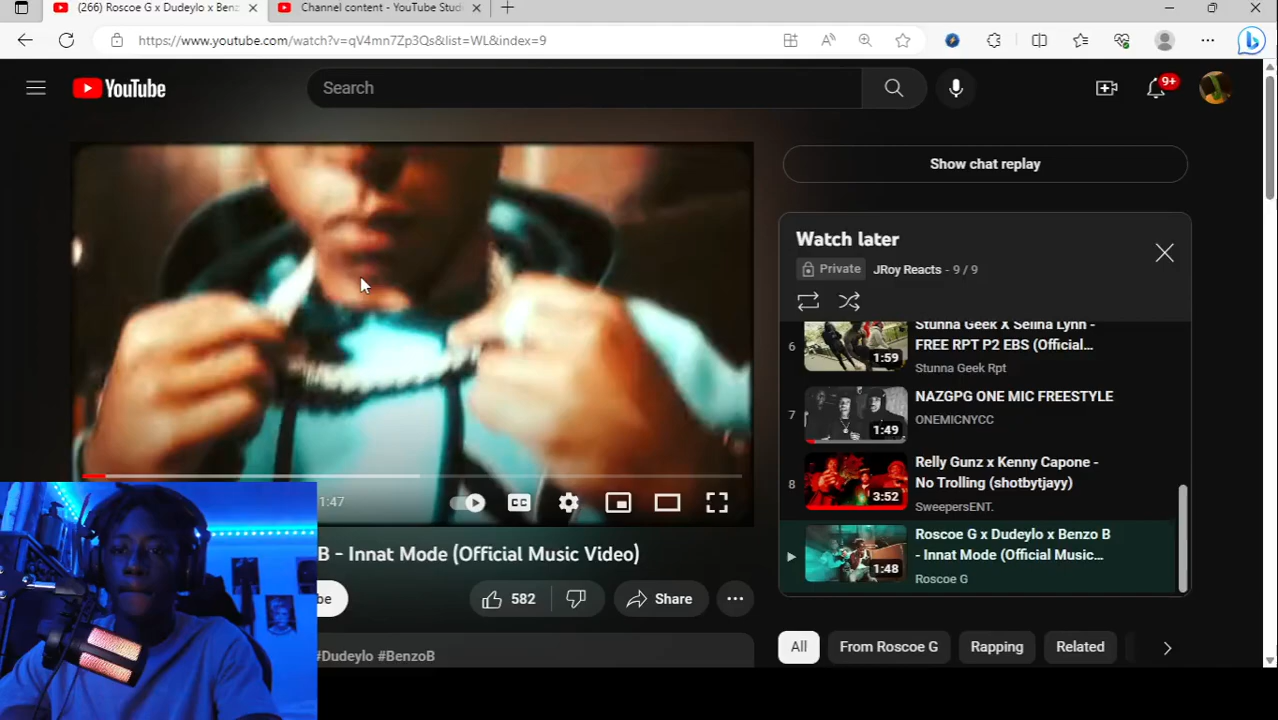 (266) Roscoe G x Dudeylo x Benz
Channel content - YouTube Stud
https://www.youtube.com/watch?v=qV4mn7Zp3Qs&list=WL&index=9
YouTube
Search
9+
Show chat replay
Watch later
Private JRoy Reacts - 9 / 9
6
Stunna Geek X Selina Lynn -
FREE RPT P2 EBS (Official...
1:59
Stunna Geek Rpt
7
NAZGPG ONE MIC FREESTYLE
ONEMICNYCC
1:49
8
Relly Gunz x Kenny Capone -
No Trolling (shotbytjayy)
3:52
SweepersENT.
Roscoe G x Dudeylo x Benzo B
- Innat Mode (Official Music...
1:48
Roscoe G
1:47
CC
B - Innat Mode (Official Music Video)
be
582
Share
#Dudeylo #BenzoB
All
From Roscoe G
Rapping
Related